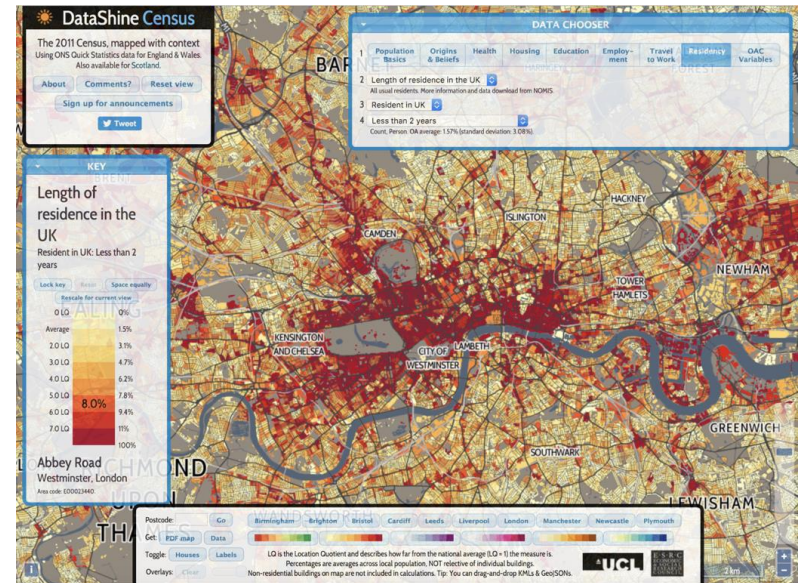 DataShine Census
The 2011 Census, mapped with context
Using ONS Quick Statistics data for England & Wales.
Also available for Scotland.
About Comments? Reset view
Sign up for announcements
Tweet
DATA CHOOSER
1 Population Basics Origins & Beliefs Health Housing Education Employ-ment Travel to Work Residency OAC Variables
2 Length of residence in the UK
All usual residents. More information and data download from NOMIS.
3 Resident in UK
4 Less than 2 years
Count, Person. OA average: 1.57% (standard deviation: 3.08%).
KEY
Length of
residence in the
UK
Resident in UK: Less than 2
years
Lock key Reset Space equally
Rescale for current view
0 LQ 0%
Average 1.5%
2.0 LQ 3.1%
3.0 LQ 4.7%
4.0 LQ 6.2%
5.0 LQ 7.8%
8.0%
6.0 LQ 9.4%
7.0 LQ 11%
100%
Abbey Road
Westminster, London
Area code: E00023440.
BARNET
HACKNEY
ISLINGTON
CAMDEN
NEWHAM
TOWER
HAMLETS
KENSINGTON
AND CHELSEA
CITY OF
WESTMINSTER
LAMBETH
GREENWICH
SOUTHWARK
EALING
RICHMOND
UPON
THAMES
WANDSWORTH
LEWISHAM
Postcode: Go Birmingham Brighton Bristol Cardiff Leeds Liverpool London Manchester Newcastle Plymouth
Get: PDF map Data
Toggle: Houses Labels
Overlays: Clear
LQ is the Location Quotient and describes how far from the national average (LQ = 1) the measure is.
Percentages are averages across local population, NOT relective of individual buildings.
Non-residential buildings on map are not included in calculations. Tip: You can drag-and-drop KMLs & GeoJSONs.
UCL
E·S·R·C
ECONOMIC
& SOCIAL
RESEARCH
COUNCIL
2 km
i
+
−